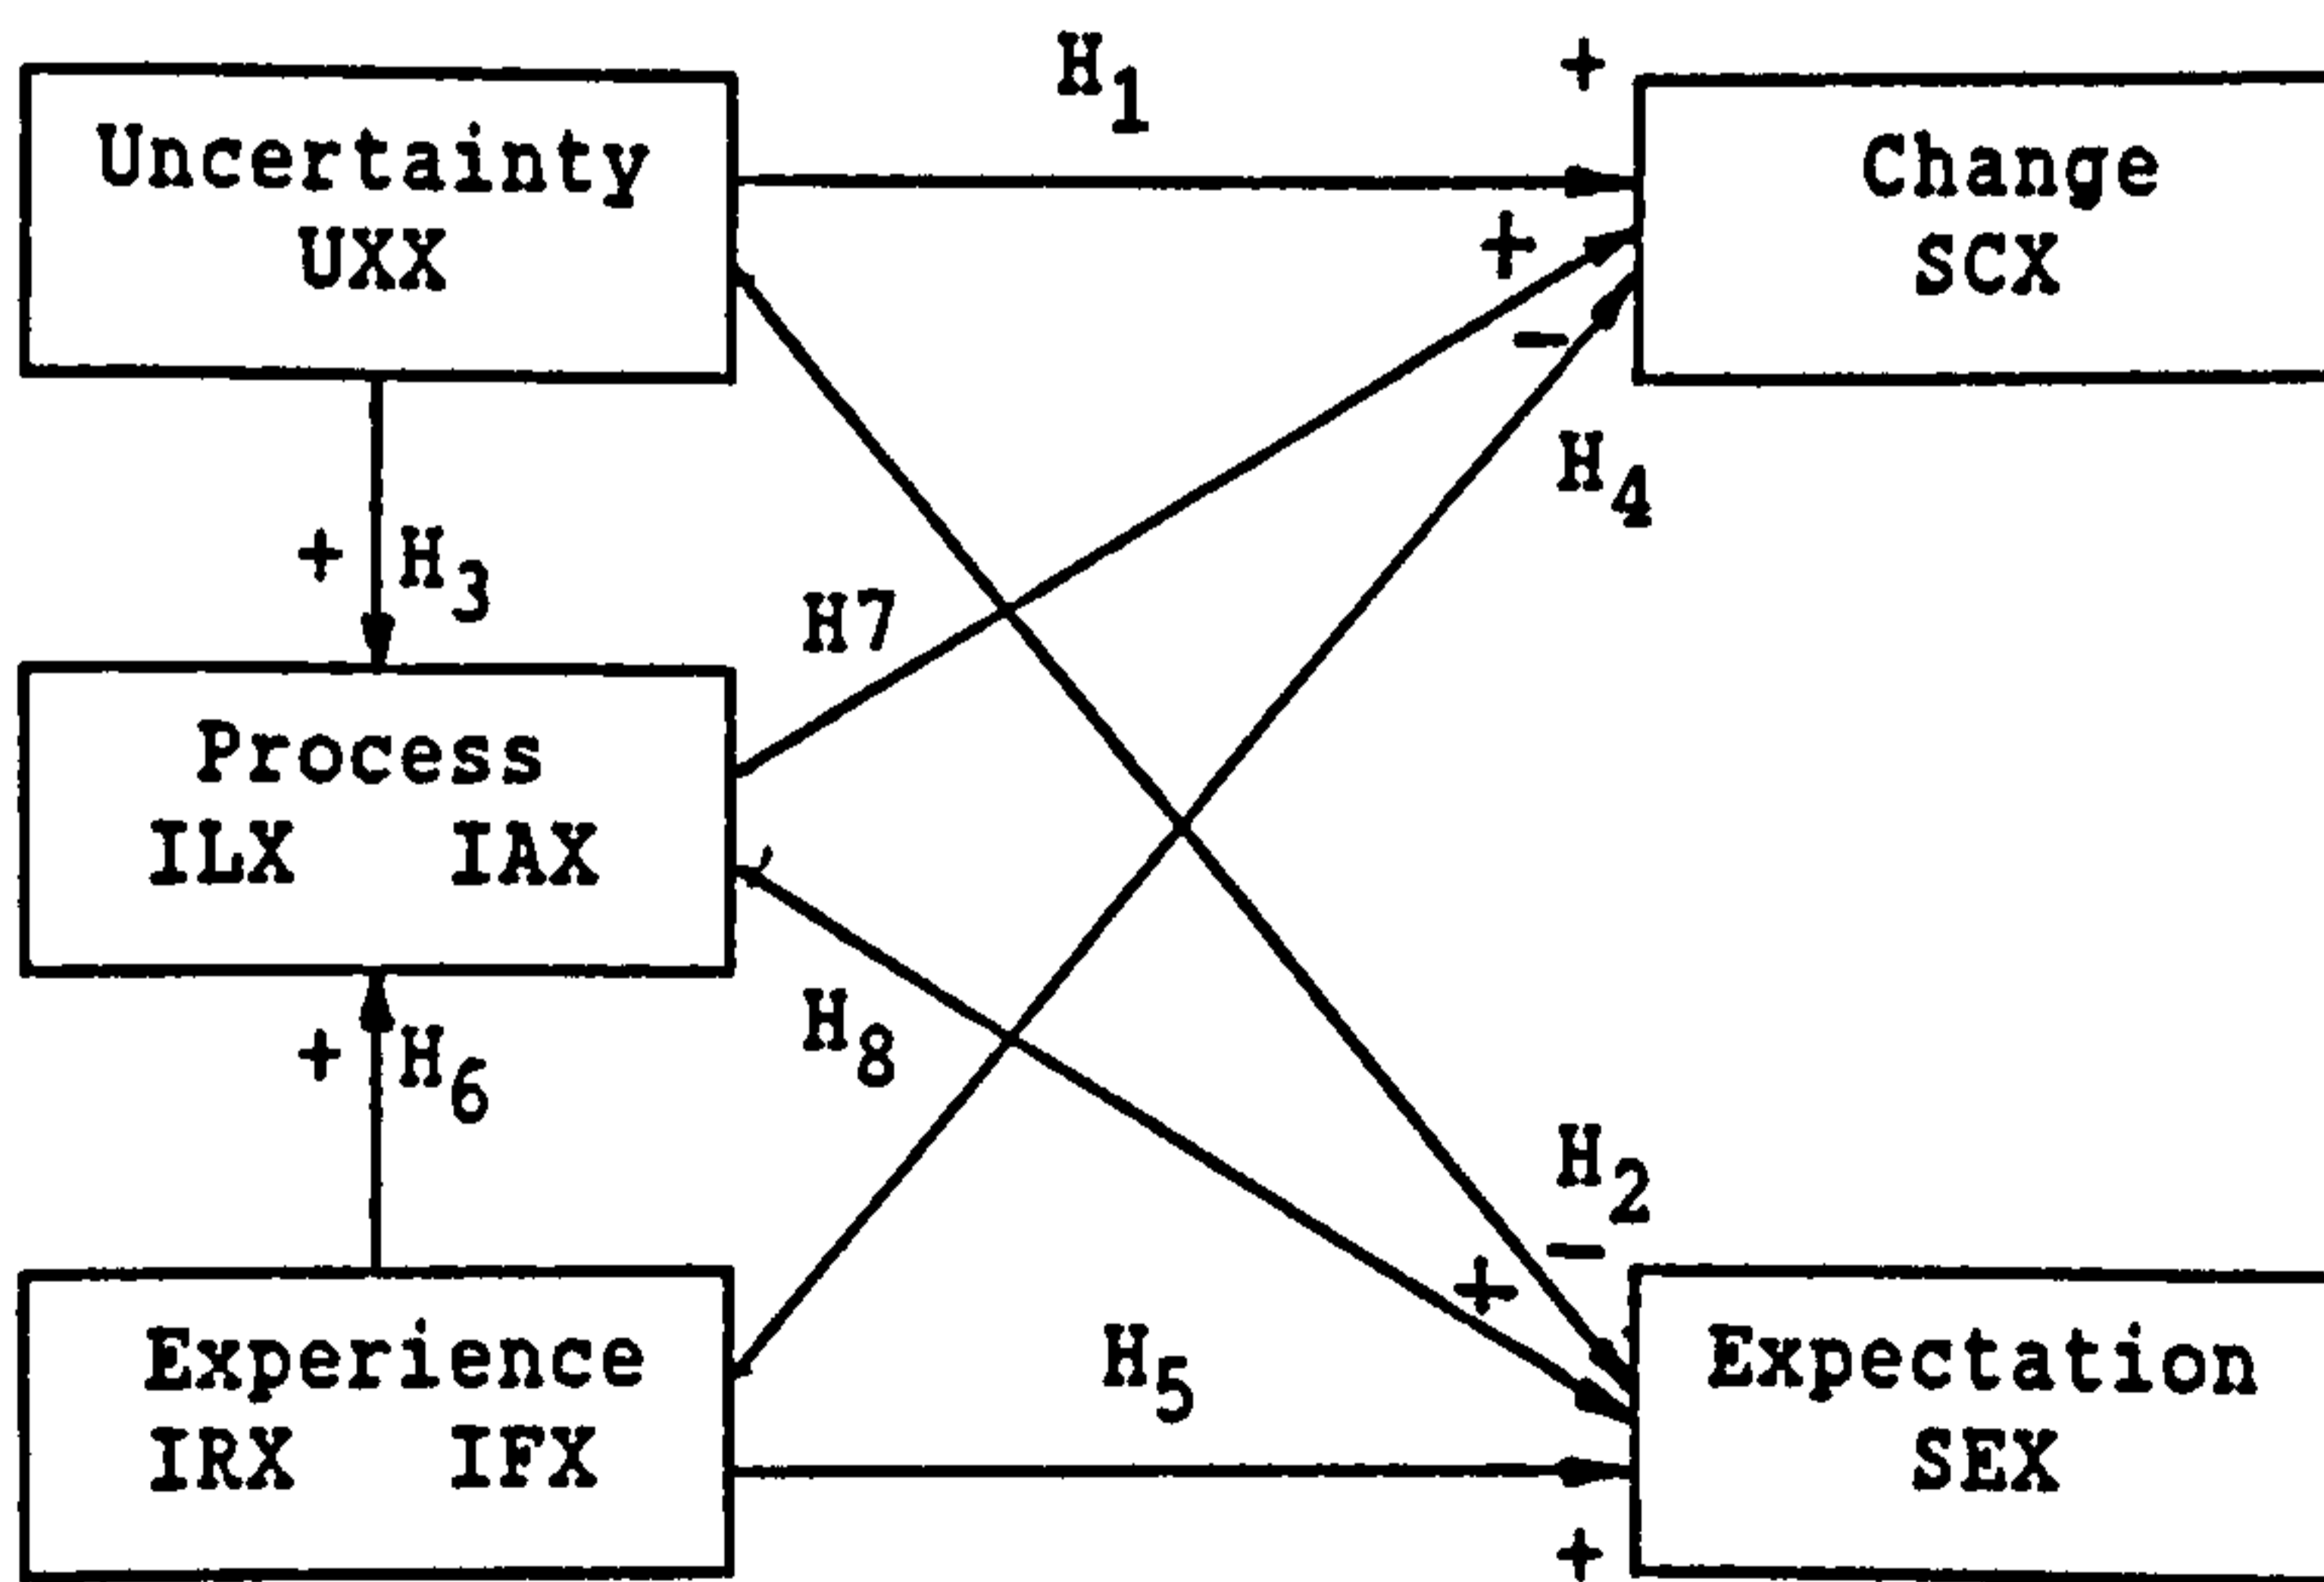 H1
+
Uncertainty
UXX
Change
SCX
+
-
H4
+ H3
H7
Process
ILX IAX
H8
+ H6
H2
-
+
Experience
IRX IFX
H5
Expectation
SEX
+